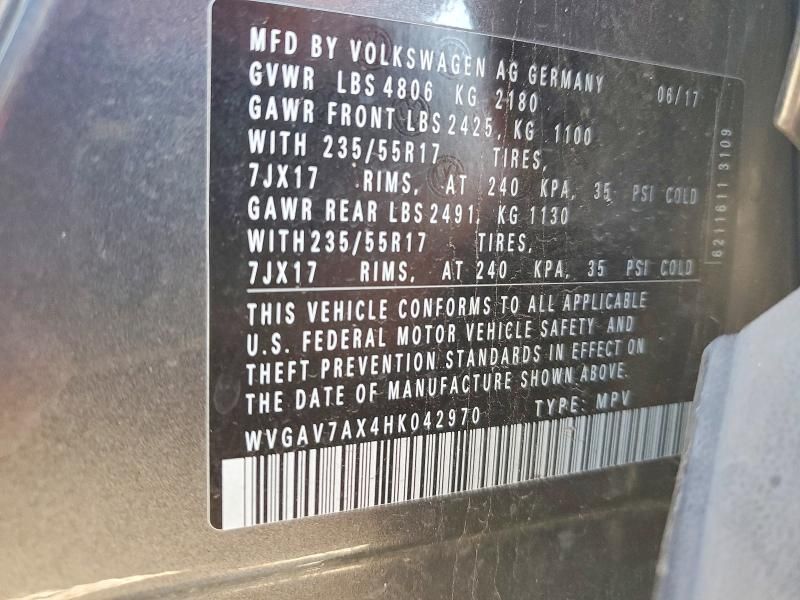 MFD BY VOLKSWAGEN AG GERMANY
GVWR LBS 4806 KG 2180 06/17
GAWR FRONT LBS 2425, KG 1100
WITH 235/55R17 TIRES,
7JX17 RIMS, AT 240 KPA, 35 PSI COLD
GAWR REAR LBS 2491, KG 1130
WITH 235/55R17 TIRES,
7JX17 RIMS, AT 240 KPA, 35 PSI COLD
6211611 3109
THIS VEHICLE CONFORMS TO ALL APPLICABLE
U.S. FEDERAL MOTOR VEHICLE SAFETY AND
THEFT PREVENTION STANDARDS IN EFFECT ON
THE DATE OF MANUFACTURE SHOWN ABOVE.
WVGAV7AX4HK042970 TYPE: MPV